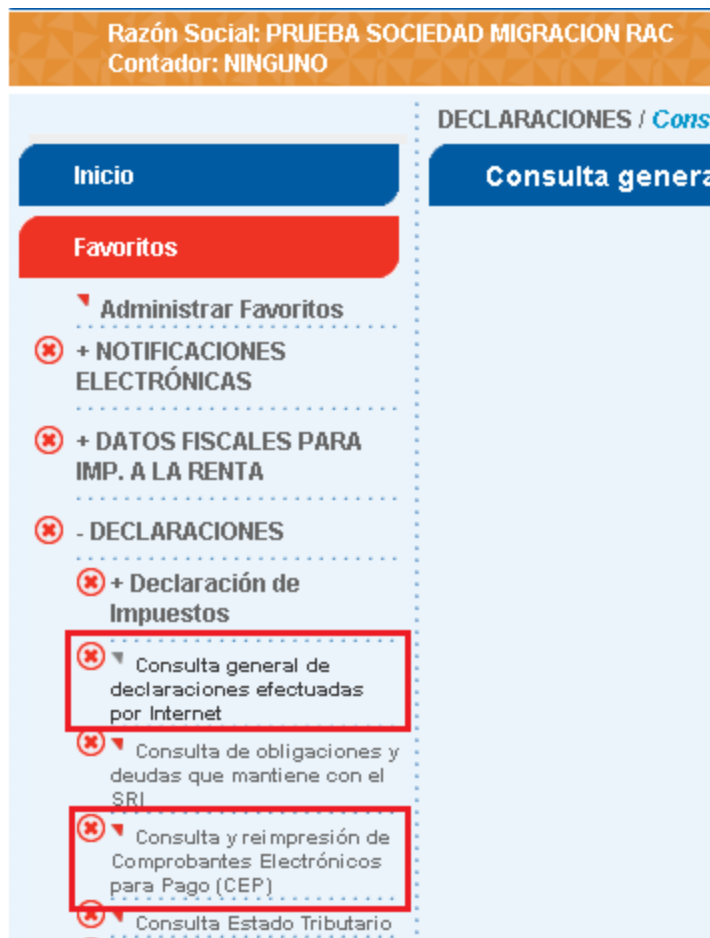 Razón Social: PRUEBA SOCIEDAD MIGRACION RAC
Contador: NINGUNO
DECLARACIONES / Cons
Inicio
Consulta genera
Favoritos
Administrar Favoritos
+ NOTIFICACIONES
ELECTRÓNICAS
+ DATOS FISCALES PARA
IMP. A LA RENTA
- DECLARACIONES
+ Declaración de
Impuestos
Consulta general de
declaraciones efectuadas
por Internet
Consulta de obligaciones y
deudas que mantiene con el
SRI
Consulta y reimpresión de
Comprobantes Electrónicos
para Pago (CEP)
Consulta Estado Tributario